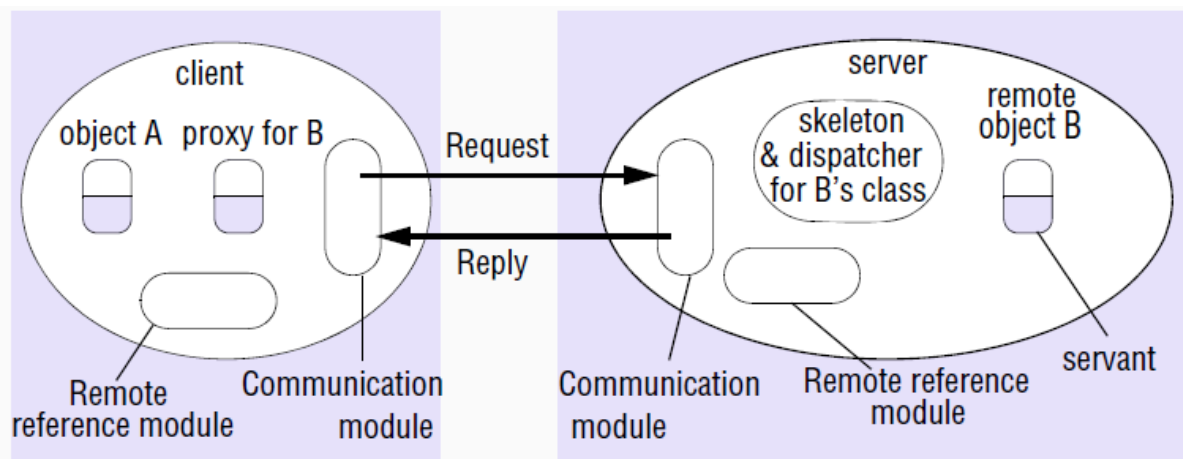 client
object A
proxy for B
Remote
reference module
Communication
module
Request
Reply
server
skeleton
& dispatcher
for B's class
remote
object B
Communication
module
Remote reference
module
servant